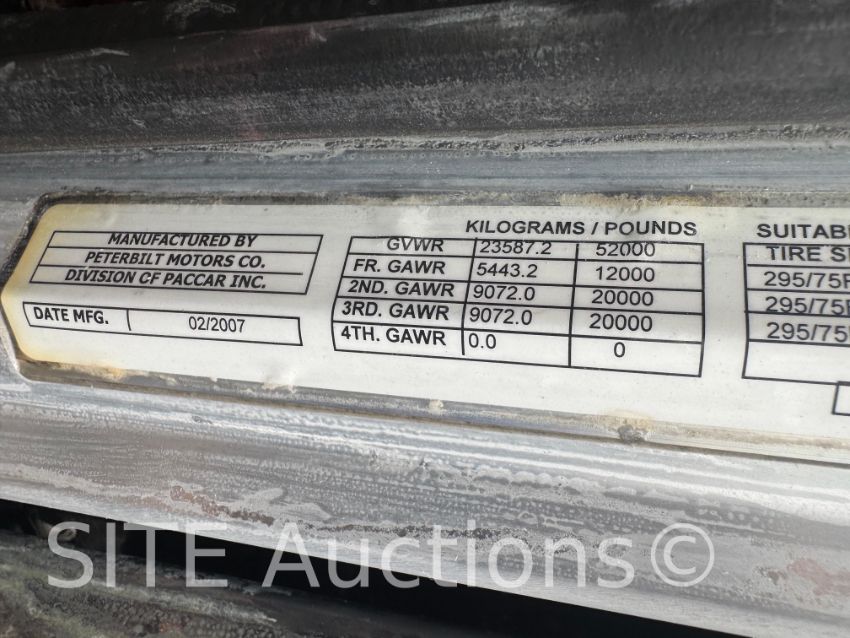 MANUFACTURED BY
PETERBILT MOTORS CO.
DIVISION OF PACCAR INC.
DATE MFG. 02/2007
KILOGRAMS / POUNDS
GVWR 23587.2 52000
FR. GAWR 5443.2 12000
2ND. GAWR 9072.0 20000
3RD. GAWR 9072.0 20000
4TH. GAWR 0.0 0
SUITAB
TIRE S
295/75
295/75
295/75
SITE Auctions©